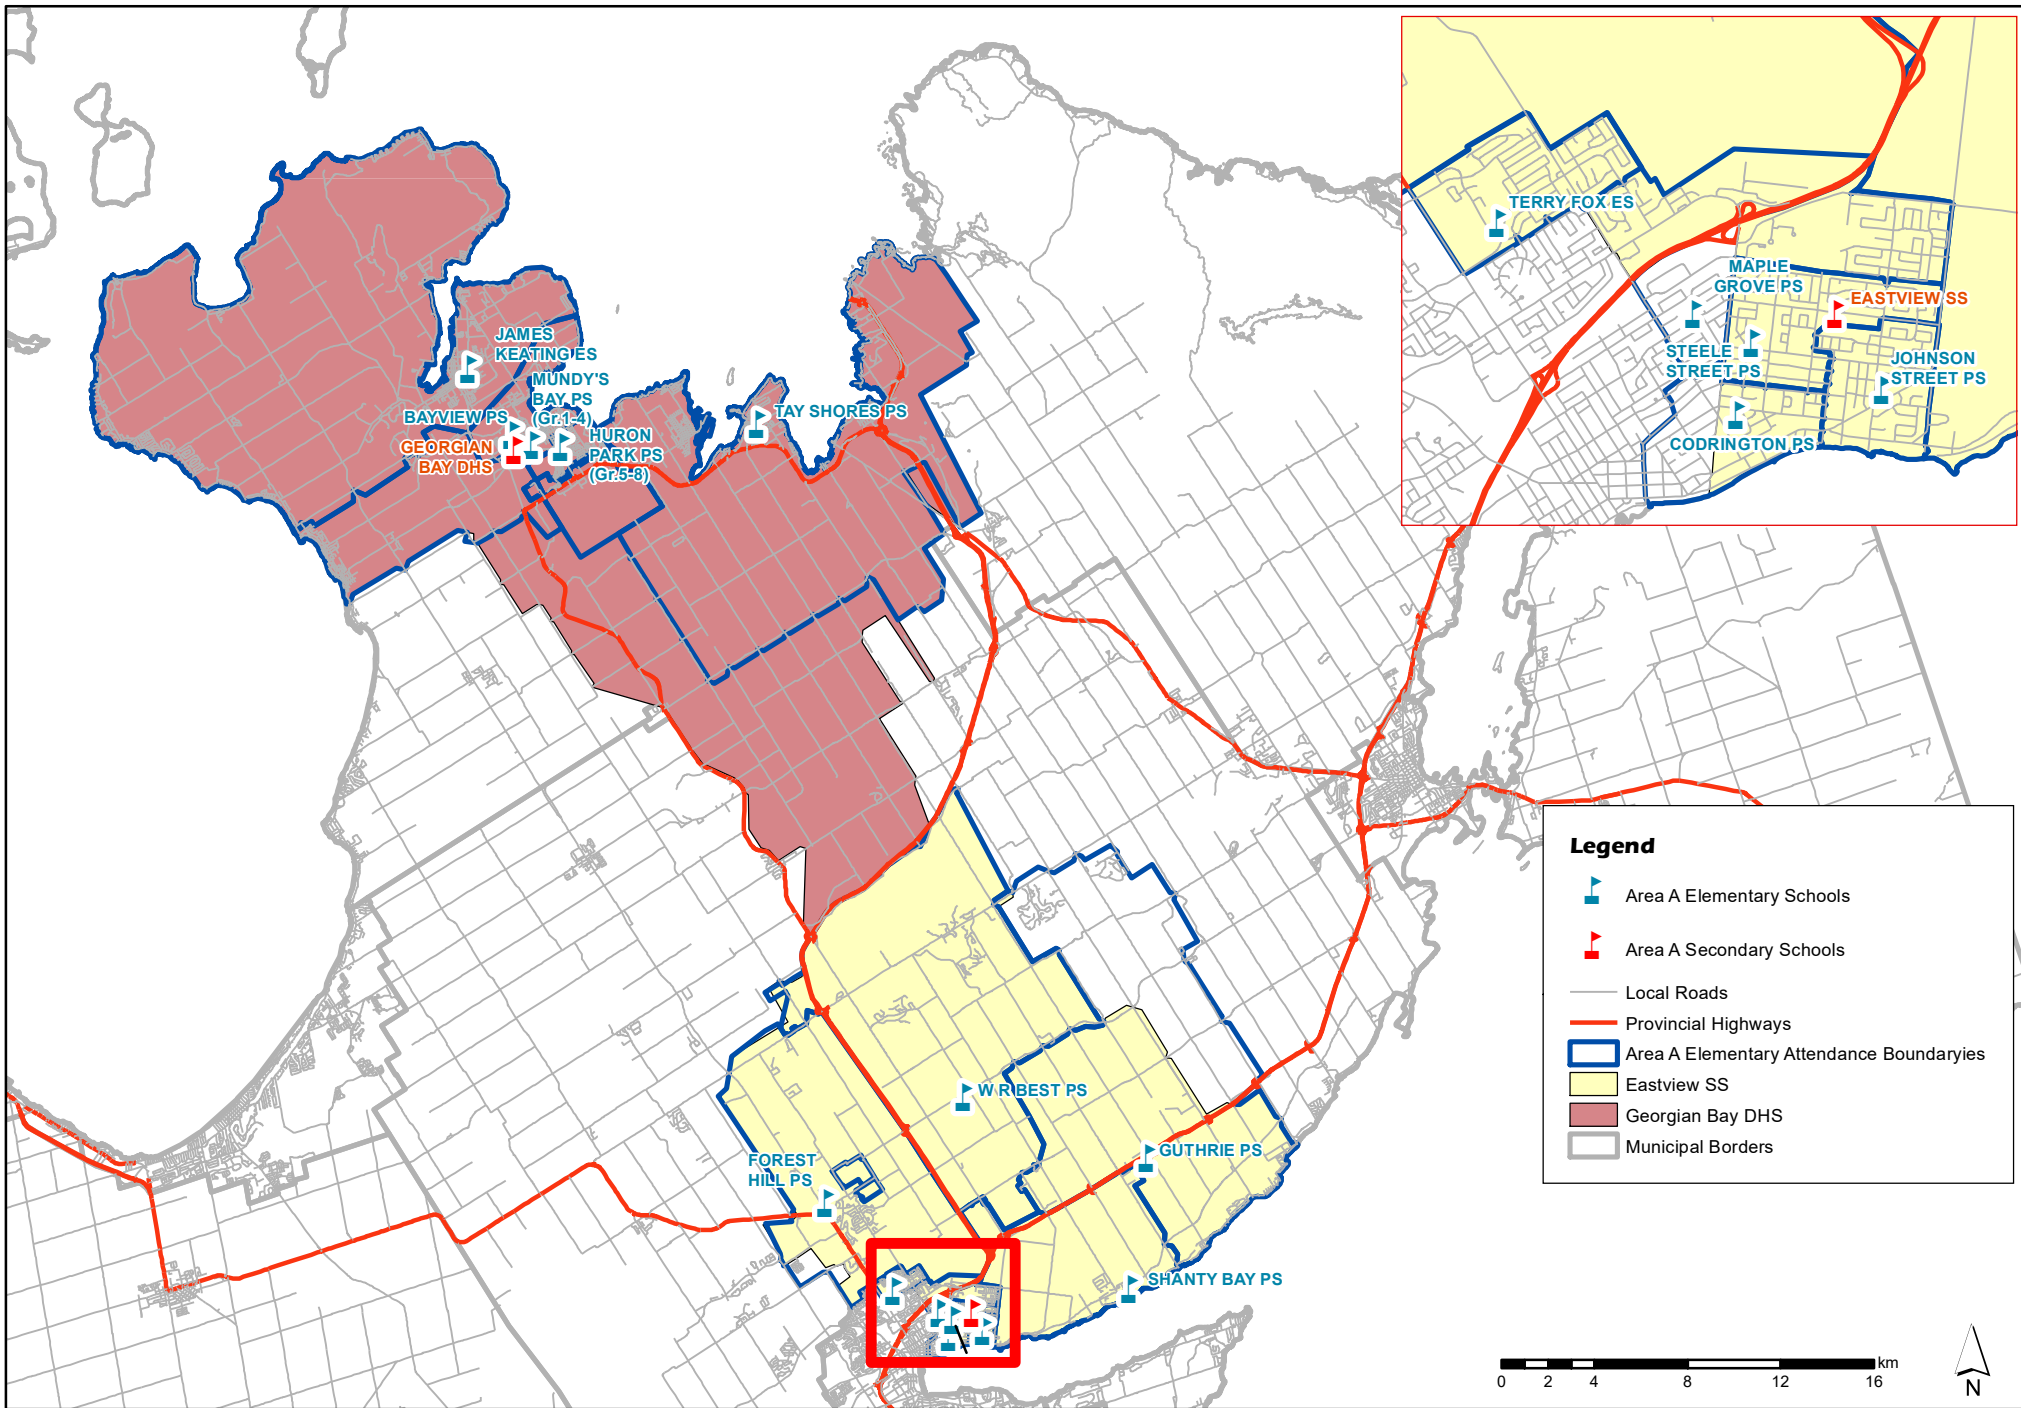 TERRY FOX ES
MAPLE
GROVE PS
EASTVIEW SS
STEELE
STREET PS
JOHNSON
STREET PS
CODRINGTON PS
JAMES
KEATING ES
MUNDY'S
BAY PS
(Gr.1-4)
BAYVIEW PS
GEORGIAN
BAY DHS
HURON
PARK PS
(Gr.5-8)
TAY SHORES PS
W R BEST PS
GUTHRIE PS
FOREST
HILL PS
SHANTY BAY PS
Legend
Area A Elementary Schools
Area A Secondary Schools
Local Roads
Provincial Highways
Area A Elementary Attendance Boundaryies
Eastview SS
Georgian Bay DHS
Municipal Borders
km
0 2 4 8 12 16
N